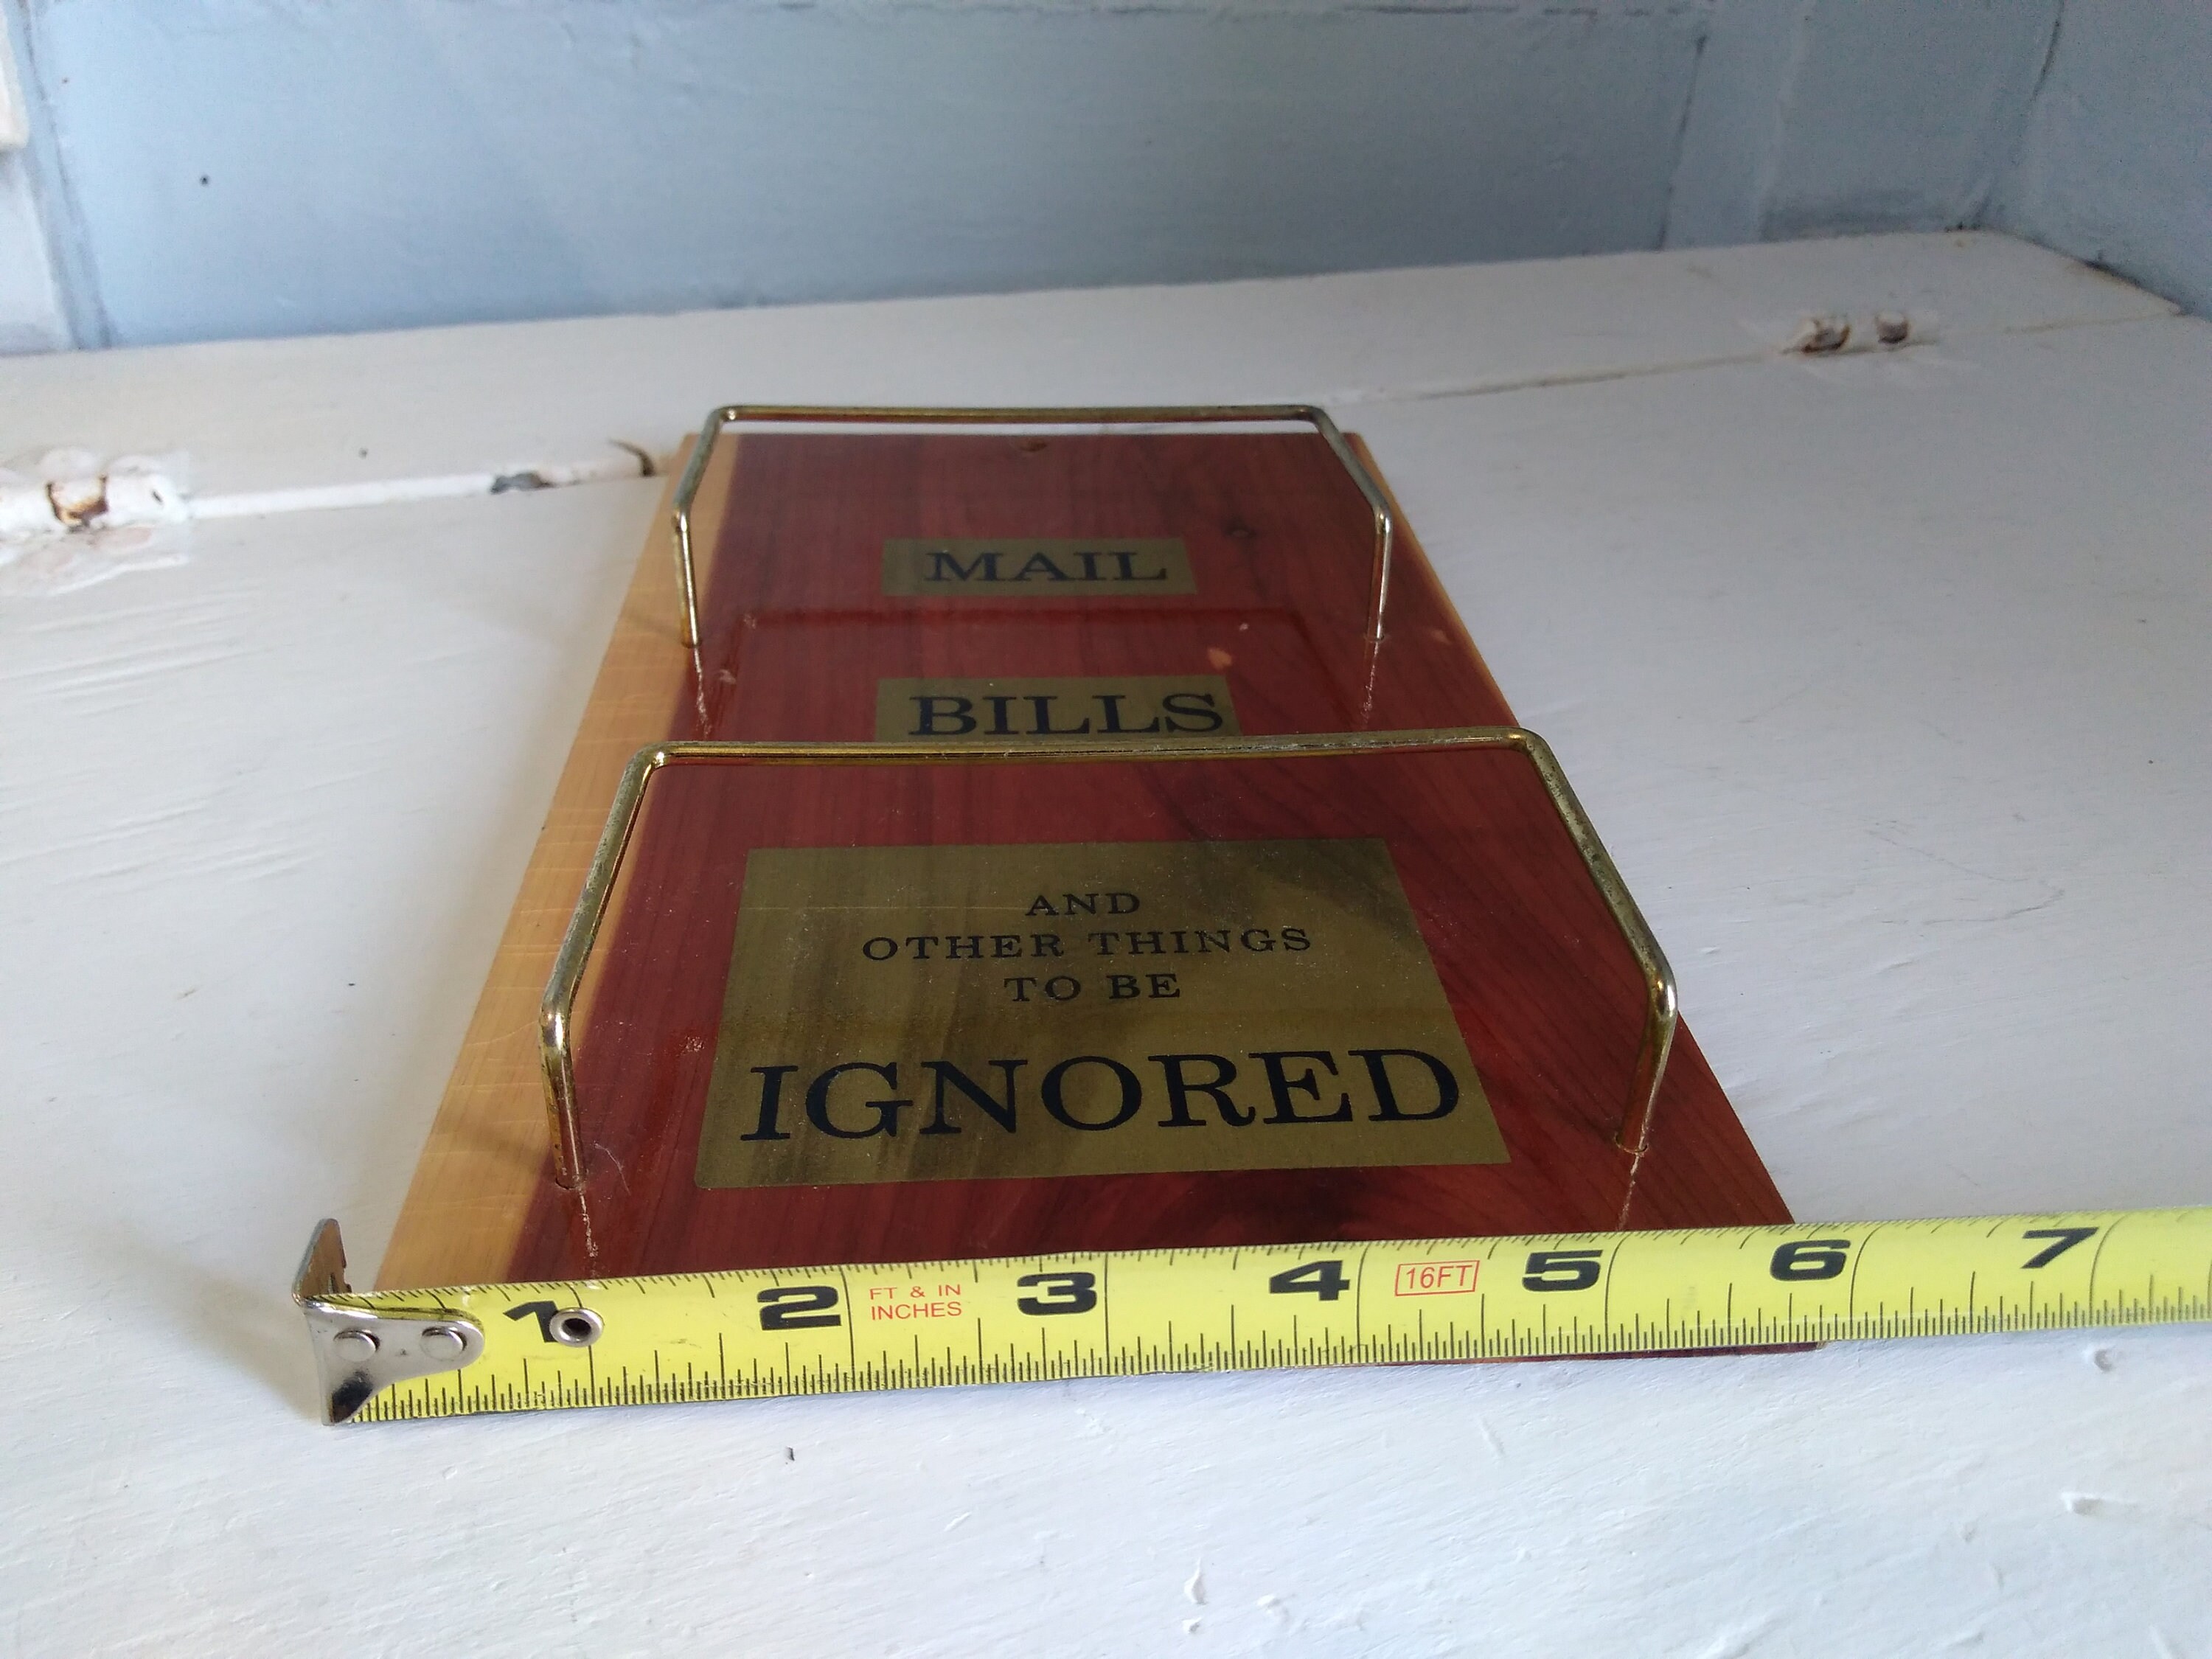 MAIL
BILLS
AND
OTHER THINGS
TO BE
IGNORED
1 2 FT & IN 3 4 16FT 5 6 7
INCHES